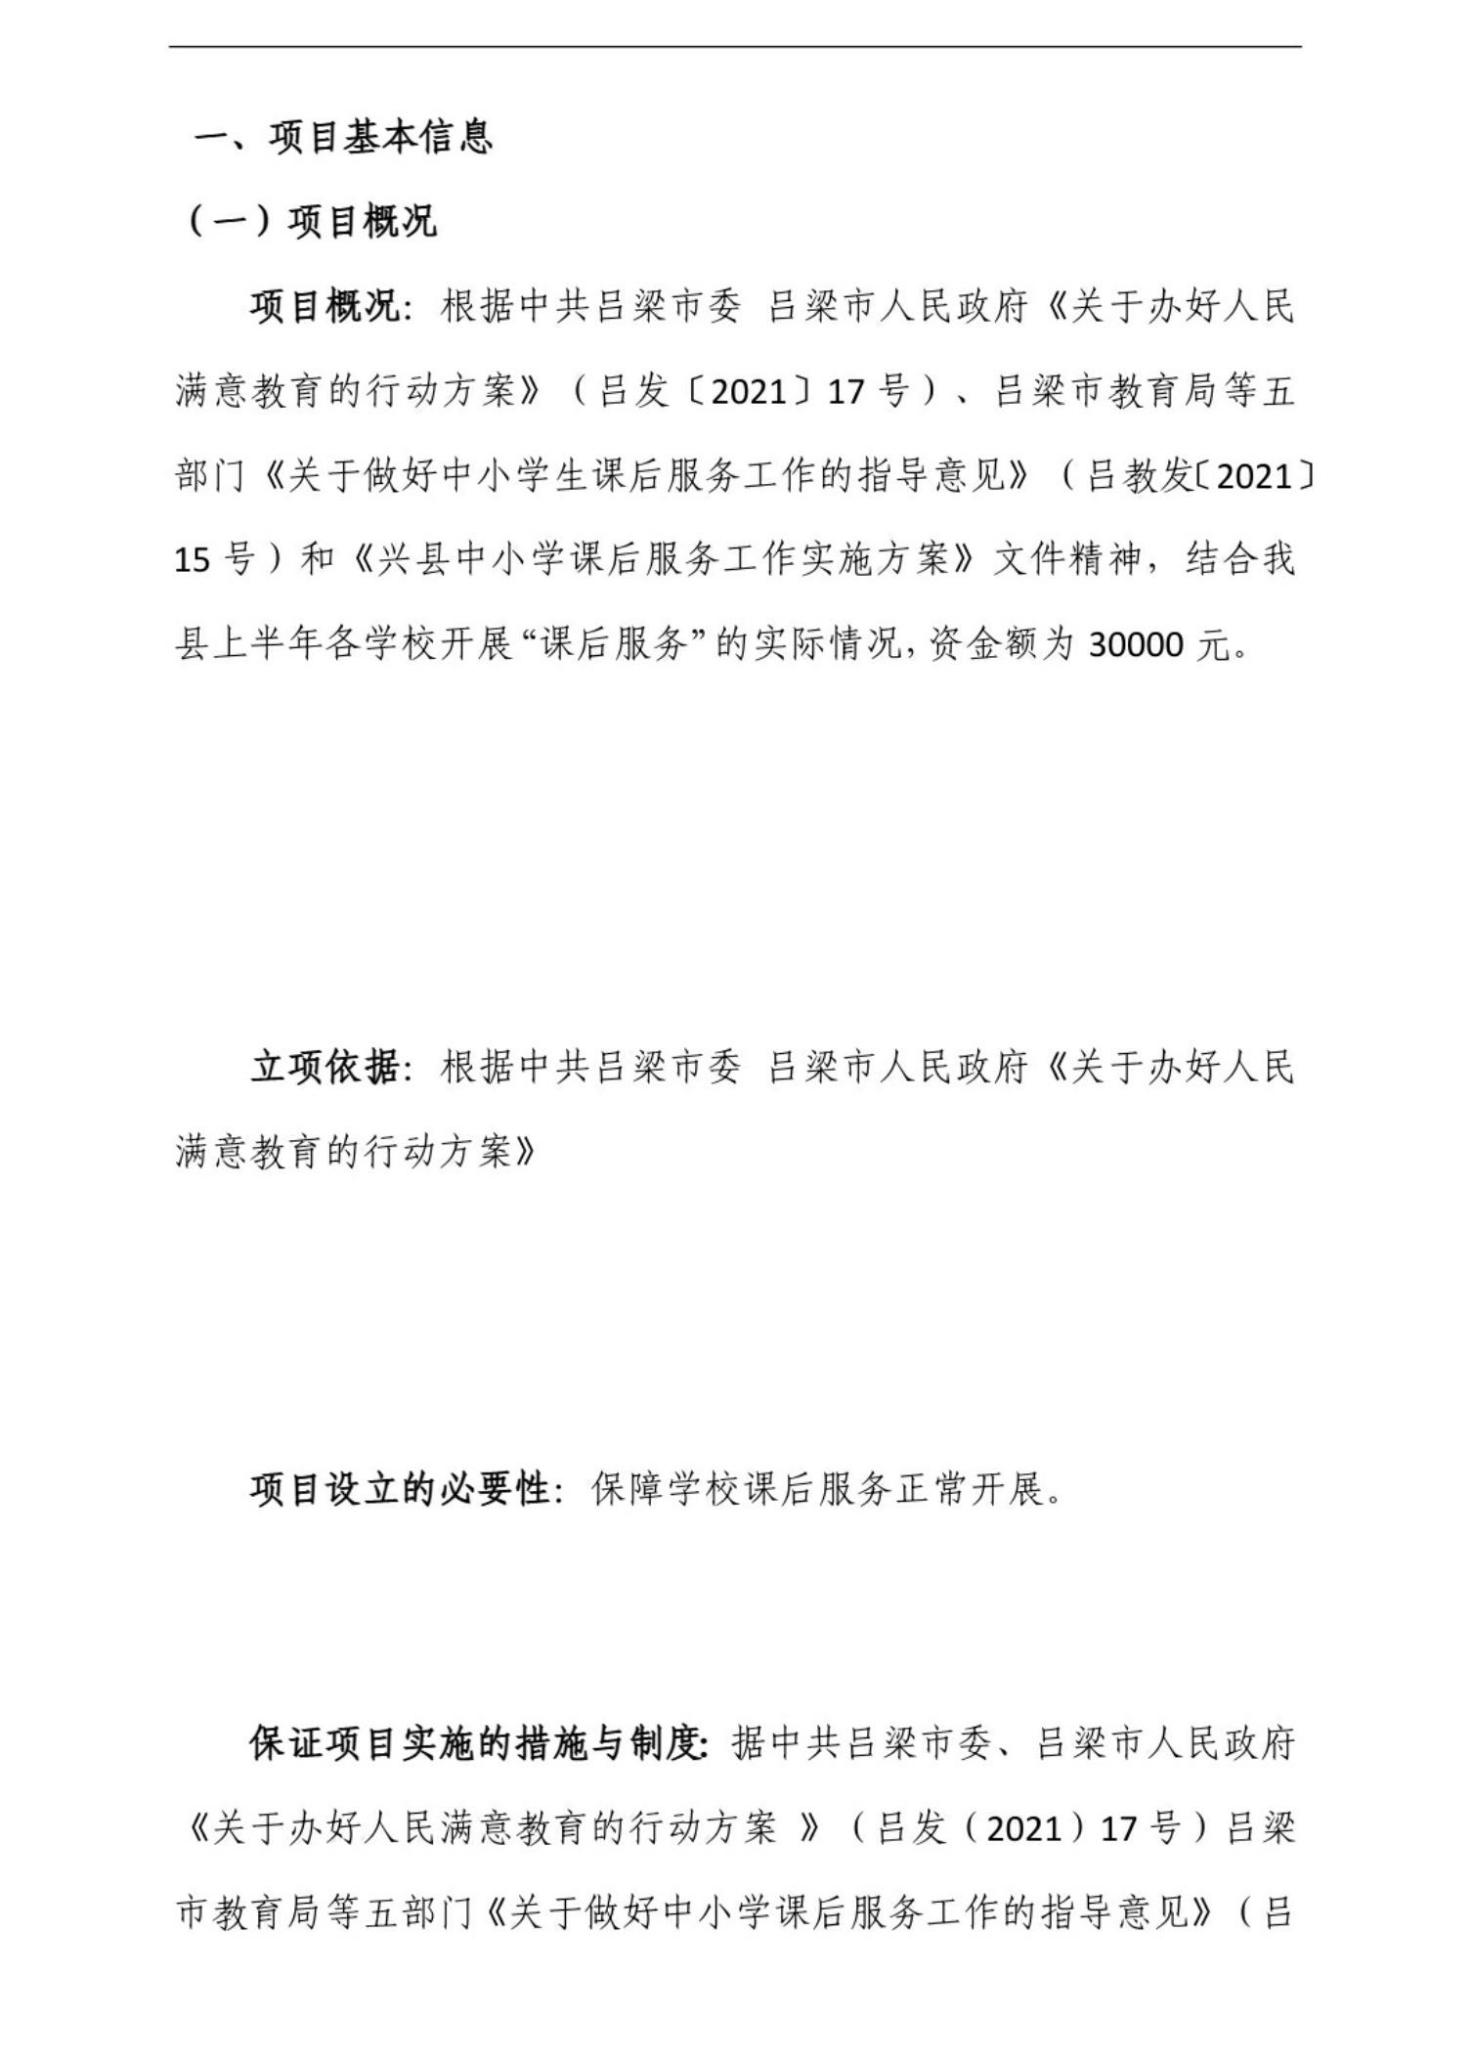 一、项目基本信息
（一）项目概况
项目概况：根据中共吕梁市委 吕梁市人民政府《关于办好人民
满意教育的行动方案》（吕发〔2021〕17 号）、吕梁市教育局等五
部门《关于做好中小学生课后服务工作的指导意见》（吕教发〔2021〕
15 号）和《兴县中小学课后服务工作实施方案》文件精神，结合我
县上半年各学校开展“课后服务”的实际情况，资金额为 30000 元。
立项依据：根据中共吕梁市委 吕梁市人民政府《关于办好人民
满意教育的行动方案》
项目设立的必要性：保障学校课后服务正常开展。
保证项目实施的措施与制度：据中共吕梁市委、吕梁市人民政府
《关于办好人民满意教育的行动方案 》（吕发（2021）17 号）吕梁
市教育局等五部门《关于做好中小学课后服务工作的指导意见》（吕